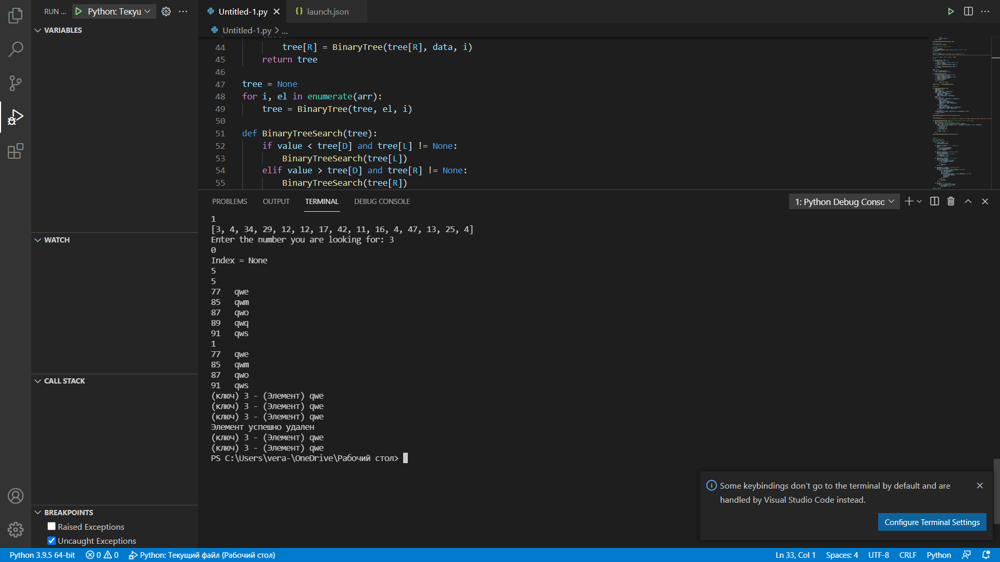 RUN ...
Python: Текущ
Untitled-1.py
launch.json
VARIABLES
Untitled-1.py > ...
44 tree[R] = BinaryTree(tree[R], data, i)
45 return tree
46
47 tree = None
48 for i, el in enumerate(arr):
49 tree = BinaryTree(tree, el, i)
50
51 def BinaryTreeSearch(tree):
52 if value < tree[D] and tree[L] != None:
53 BinaryTreeSearch(tree[L])
54 elif value > tree[D] and tree[R] != None:
55 BinaryTreeSearch(tree[R])
PROBLEMS OUTPUT TERMINAL DEBUG CONSOLE
1: Python Debug Conso
1
[3, 4, 34, 29, 12, 12, 17, 42, 11, 16, 4, 47, 13, 25, 4]
Enter the number you are looking for: 3
0
Index = None
5
5
77 qwe
85 qwm
87 qwo
89 qwq
91 qws
1
77 qwe
85 qwm
87 qwo
91 qws
(ключ) 3 - (Элемент) qwe
(ключ) 3 - (Элемент) qwe
(ключ) 3 - (Элемент) qwe
Элемент успешно удален
(ключ) 3 - (Элемент) qwe
(ключ) 3 - (Элемент) qwe
PS C:\Users\vera-\OneDrive\Рабочий стол>
WATCH
CALL STACK
BREAKPOINTS
Raised Exceptions
Uncaught Exceptions
Some keybindings don't go to the terminal by default and are
handled by Visual Studio Code instead.
Configure Terminal Settings
Python 3.9.5 64-bit 0 0 Python: Текущий файл (Рабочий стол) Ln 33, Col 1 Spaces: 4 UTF-8 CRLF Python